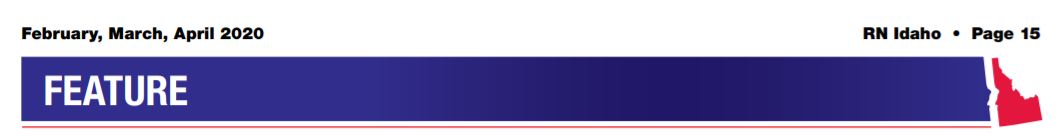 February, March, April 2020
RN Idaho • Page 15
FEATURE